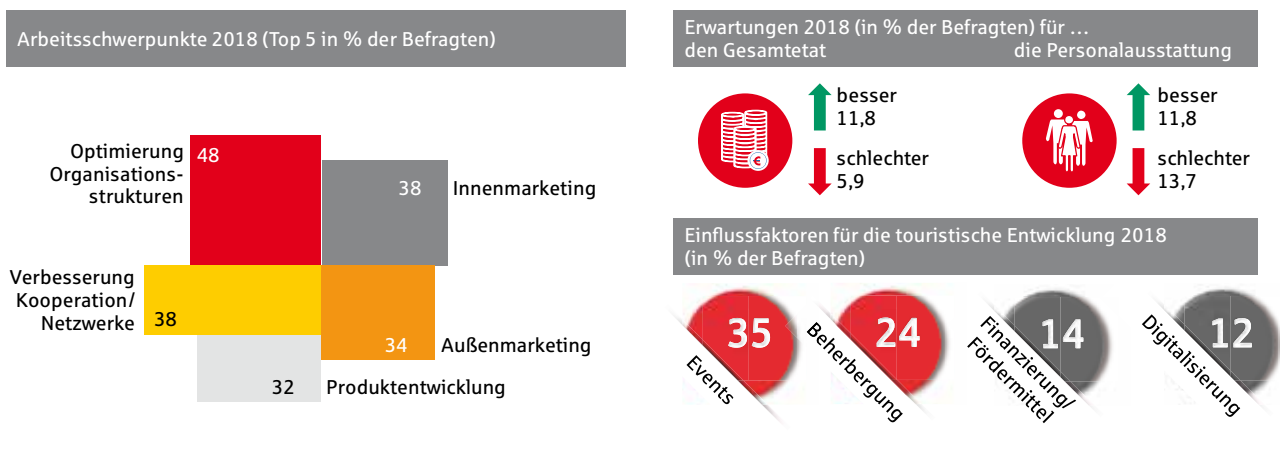 Arbeitsschwerpunkte 2018 (Top 5 in % der Befragten)
Optimierung
Organisations-
strukturen
48
38
Innenmarketing
Verbesserung
Kooperation/
Netzwerke
38
34
Außenmarketing
32
Produktentwicklung
Erwartungen 2018 (in % der Befragten) für …
den Gesamtetat
die Personalausstattung
besser
11,8
schlechter
5,9
€
besser
11,8
schlechter
13,7
Einflussfaktoren für die touristische Entwicklung 2018
(in % der Befragten)
35
Events
24
Beherbergung
14
Finanzierung/
Fördermittel
12
Digitalisierung